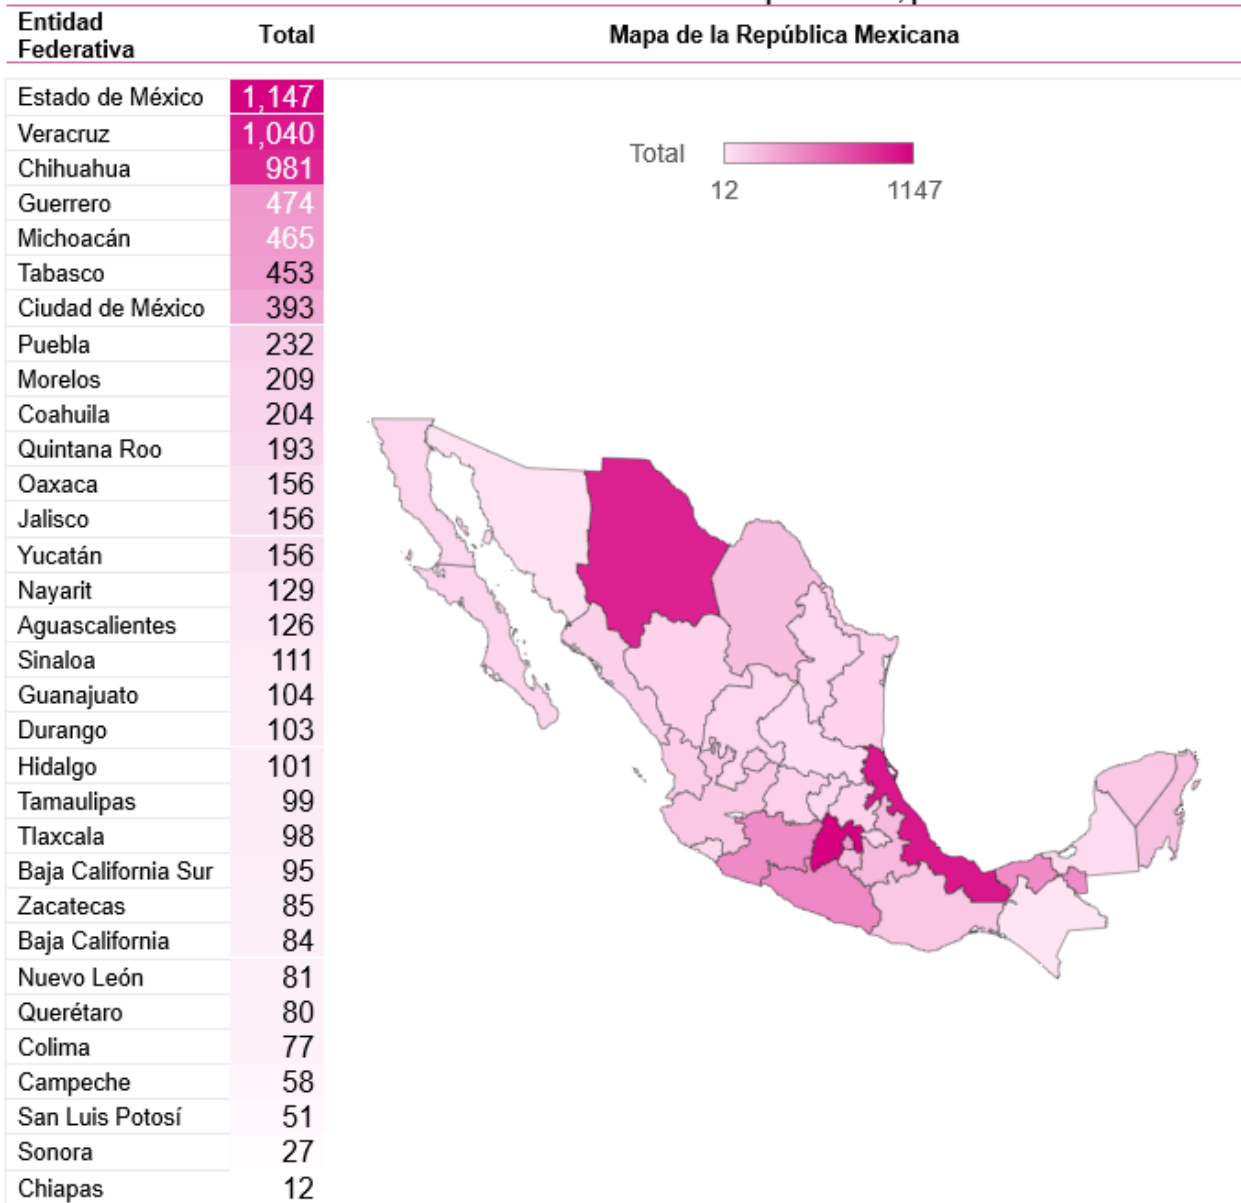 Entidad
Federativa
Total
Mapa de la República Mexicana
Estado de México 1,147
Veracruz 1,040
Chihuahua 981
Guerrero 474
Michoacán 465
Tabasco 453
Ciudad de México 393
Puebla 232
Morelos 209
Coahuila 204
Quintana Roo 193
Oaxaca 156
Jalisco 156
Yucatán 156
Nayarit 129
Aguascalientes 126
Sinaloa 111
Guanajuato 104
Durango 103
Hidalgo 101
Tamaulipas 99
Tlaxcala 98
Baja California Sur 95
Zacatecas 85
Baja California 84
Nuevo León 81
Querétaro 80
Colima 77
Campeche 58
San Luis Potosí 51
Sonora 27
Chiapas 12
Total
12 1147